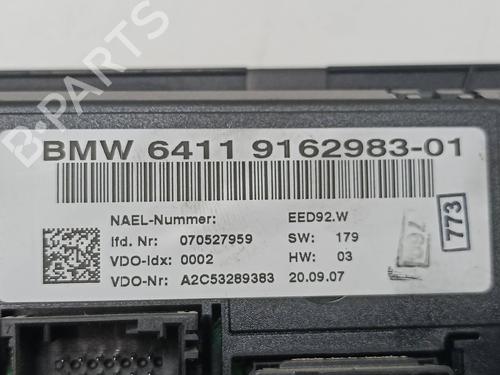 BMW 6411 9162983-01
NAEL-Nummer: EED92.W
lfd. Nr: 070527959 SW: 179
VDO-Idx: 0002 HW: 03
VDO-Nr: A2C53289383 20.09.07
773
B-Parts